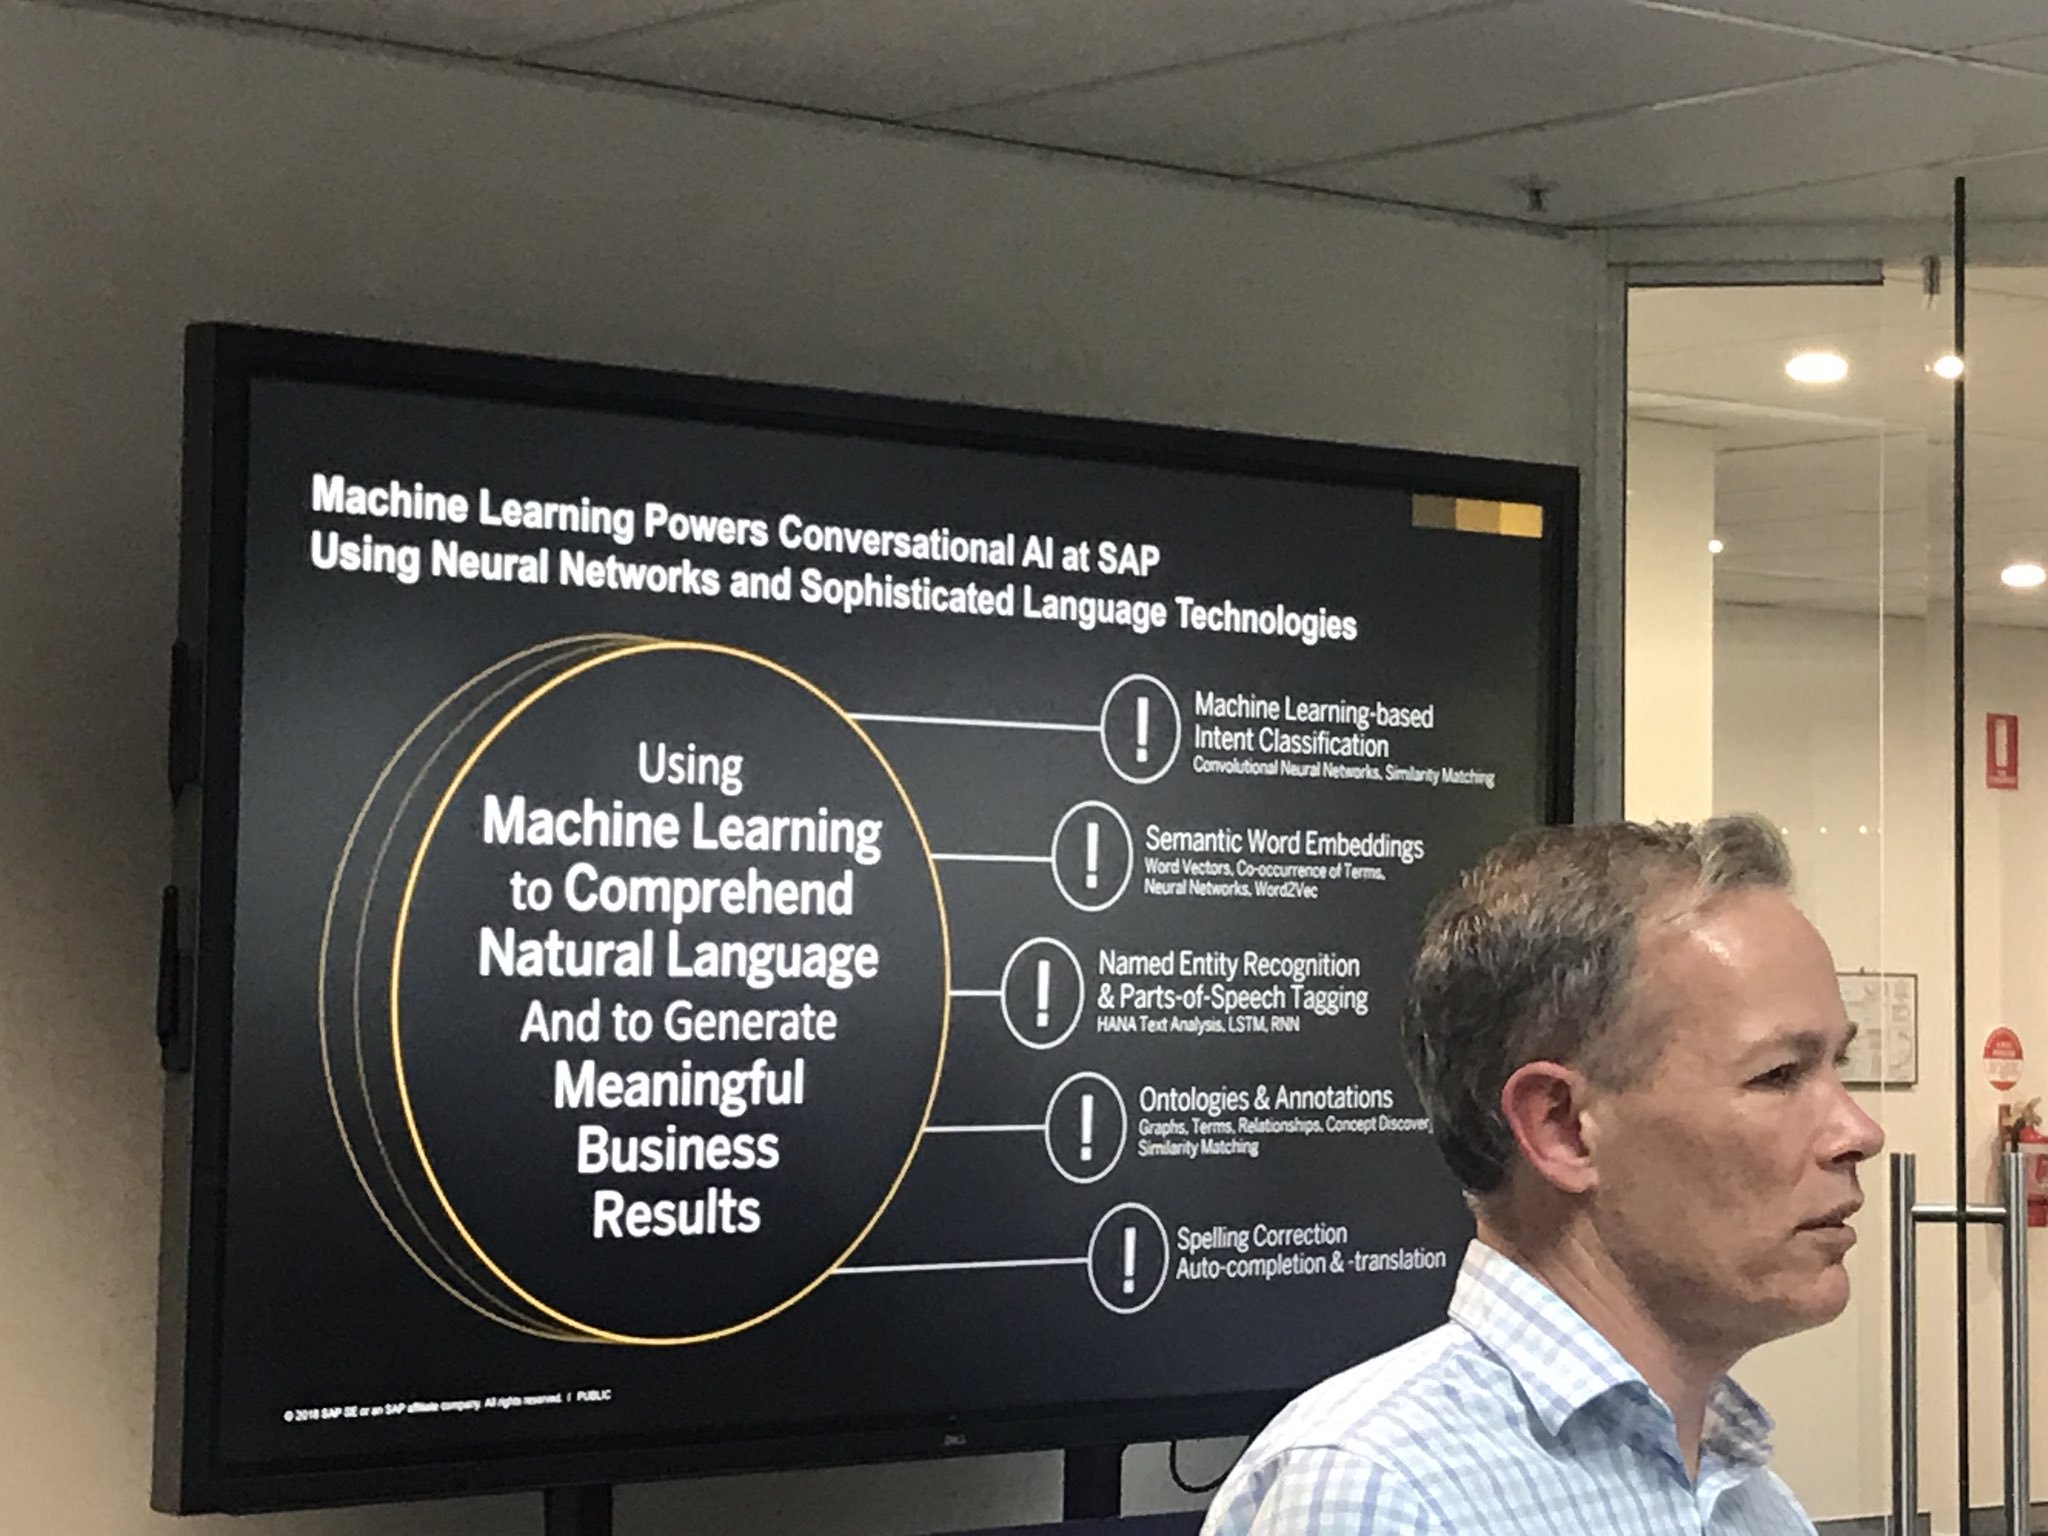 Machine Learning Powers Conversational AI at SAP
Using Neural Networks and Sophisticated Language Technologies
Using
Machine Learning
to Comprehend
Natural Language
And to Generate
Meaningful
Business
Results
Machine Learning-based
Intent Classification
Convolutional Neural Networks, Similarity Matching
Semantic Word Embeddings
Word Vectors, Co-occurrence of Terms,
Neural Networks, Word2Vec
Named Entity Recognition
& Parts-of-Speech Tagging
HANA Text Analysis, LSTM, RNN
Ontologies & Annotations
Graphs, Terms, Relationships, Concept Discover
Similarity Matching
Spelling Correction
Auto-completion & -translation
© 2018 SAP SE or an SAP affiliate company. All rights reserved. | PUBLIC